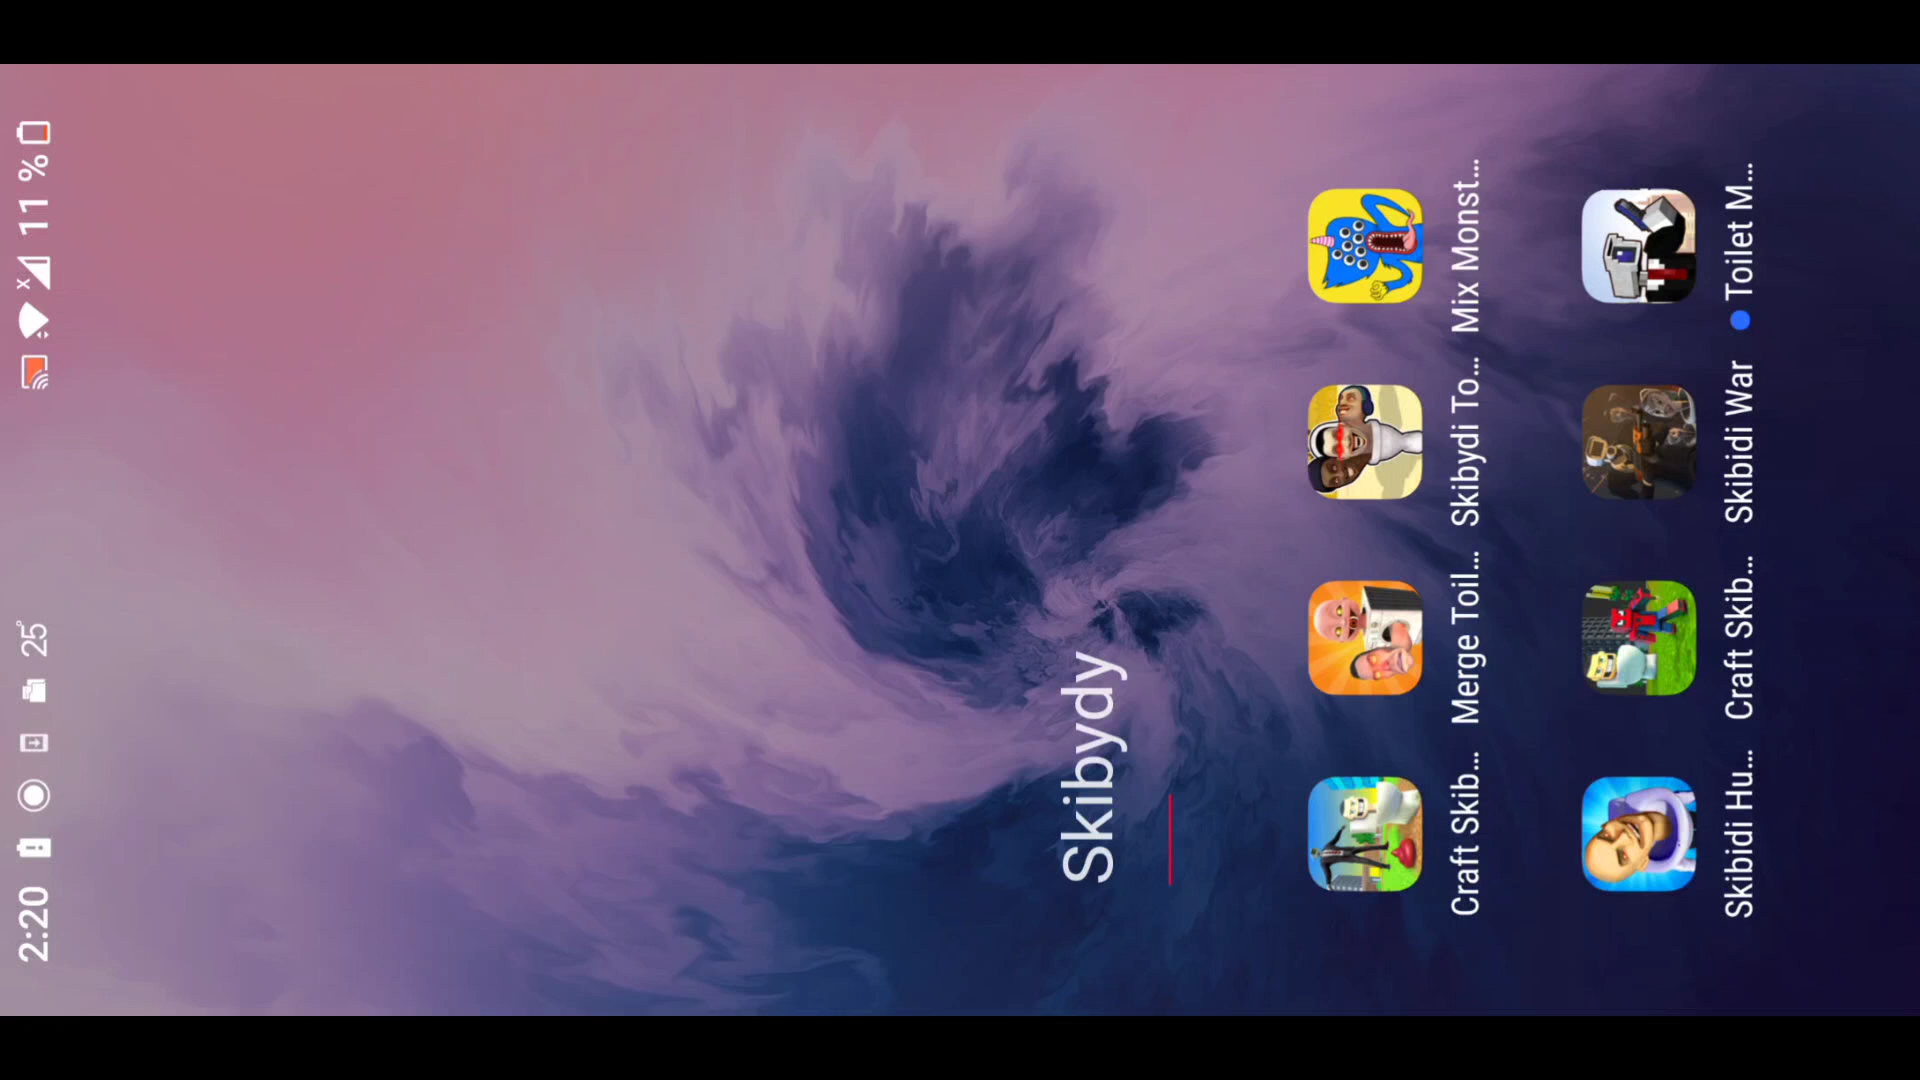 2:20 25° x 11 %
Skibydy
Craft Skib... Merge Toil... Skibydi To... Mix Monst...
Skibidi Hu... Craft Skib... Skibidi War Toilet M...